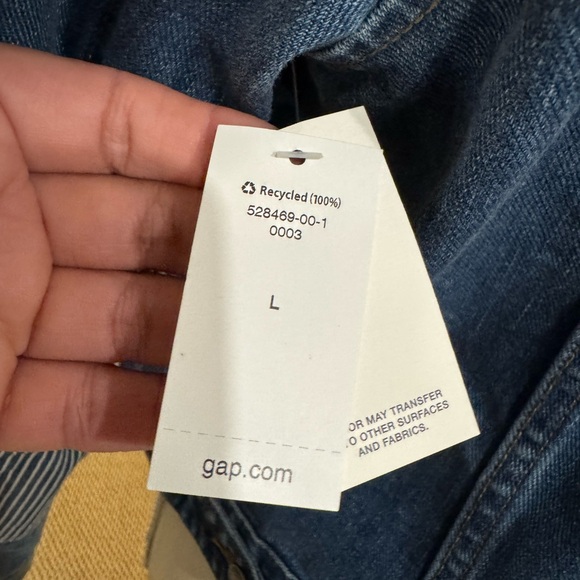 Recycled (100%)
528469-00-1
0003
L
gap.com
OR MAY TRANSFER
O OTHER SURFACES
AND FABRICS.